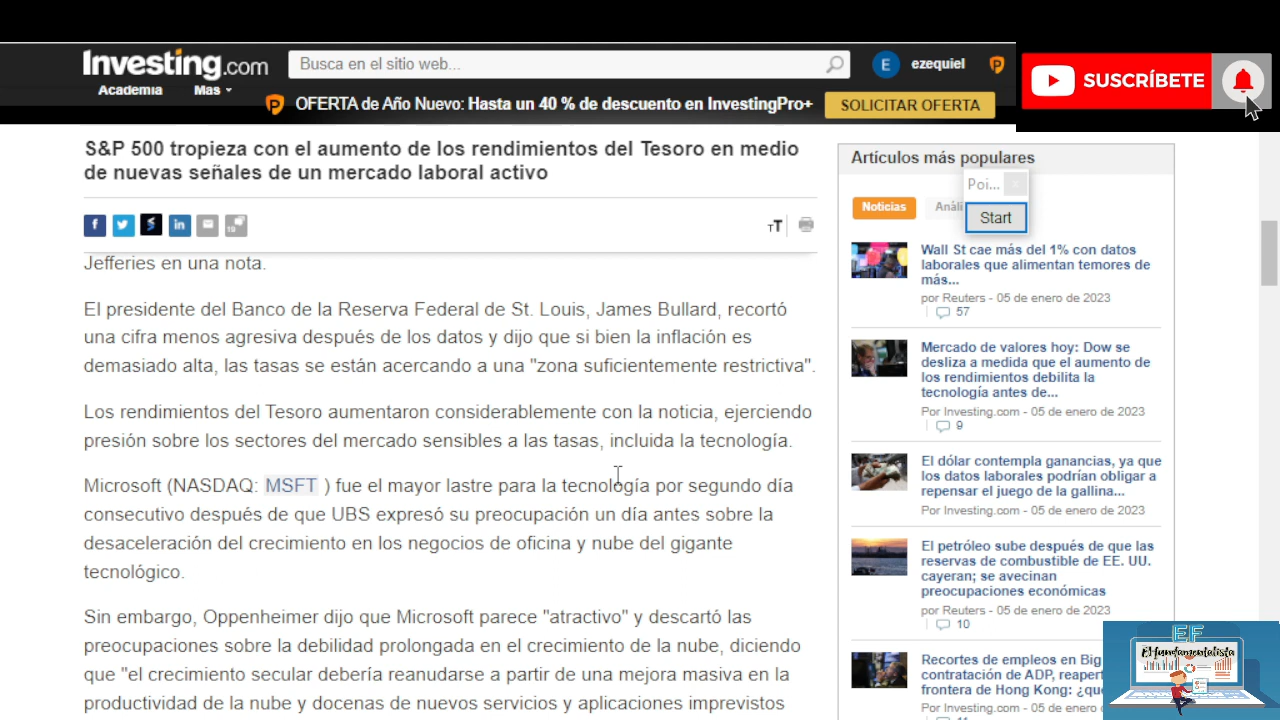 Investing.com
Busca en el sitio web...
E
ezequiel
SUSCRÍBETE
Academia
Mas
OFERTA de Año Nuevo: Hasta un 40 % de descuento en InvestingPro+
SOLICITAR OFERTA
S&P 500 tropieza con el aumento de los rendimientos del Tesoro en medio
de nuevas señales de un mercado laboral activo
19
TT
Jefferies en una nota.
El presidente del Banco de la Reserva Federal de St. Louis, James Bullard, recortó
una cifra menos agresiva después de los datos y dijo que si bien la inflación es
demasiado alta, las tasas se están acercando a una "zona suficientemente restrictiva".
Los rendimientos del Tesoro aumentaron considerablemente con la noticia, ejerciendo
presión sobre los sectores del mercado sensibles a las tasas, incluida la tecnología.
Microsoft (NASDAQ: MSFT ) fue el mayor lastre para la tecnología por segundo día
consecutivo después de que UBS expresó su preocupación un día antes sobre la
desaceleración del crecimiento en los negocios de oficina y nube del gigante
tecnológico.
Sin embargo, Oppenheimer dijo que Microsoft parece "atractivo" y descartó las
preocupaciones sobre la debilidad prolongada en el crecimiento de la nube, diciendo
que "el crecimiento secular debería reanudarse a partir de una mejora masiva en la
productividad de la nube y docenas de nuevos servicios y aplicaciones imprevistos
Artículos más populares
Poi... x
Noticias
Análi
Start
Wall St cae más del 1% con datos
laborales que alimentan temores de
más...
por Reuters - 05 de enero de 2023
57
Mercado de valores hoy: Dow se
desliza a medida que el aumento de
los rendimientos debilita la
tecnología antes de...
Por Investing.com - 05 de enero de 2023
9
El dólar contempla ganancias, ya que
los datos laborales podrían obligar a
repensar el juego de la gallina...
Por Investing.com - 05 de enero de 2023
El petróleo sube después de que las
reservas de combustible de EE. UU.
cayeran; se avecinan
preocupaciones económicas
por Reuters - 05 de enero de 2023
10
Recortes de empleos en Big
contratación de ADP, reapert
frontera de Hong Kong: ¿qu
Por Investing.com - 05 de enero d
EF
El fundamentalista